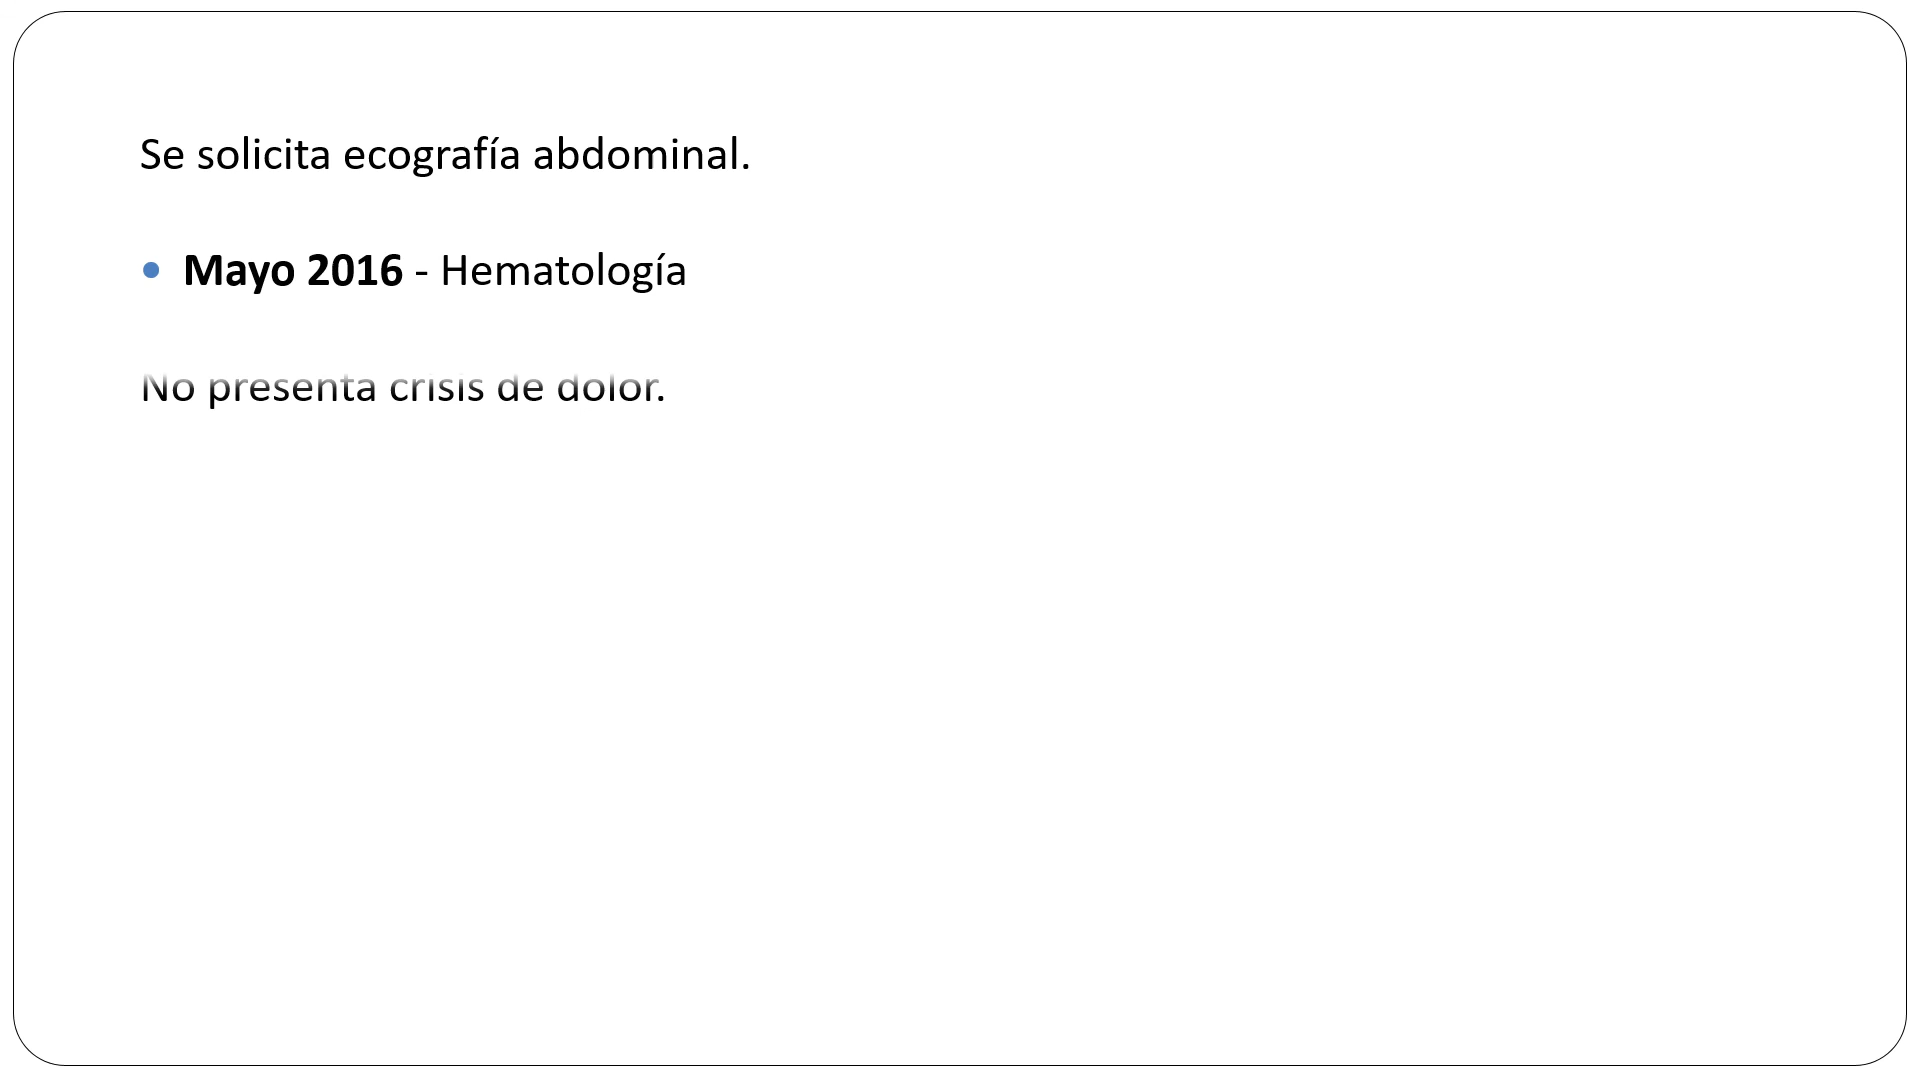 Se solicita ecografía abdominal.
• Mayo 2016 - Hematología
No presenta crisis de dolor.